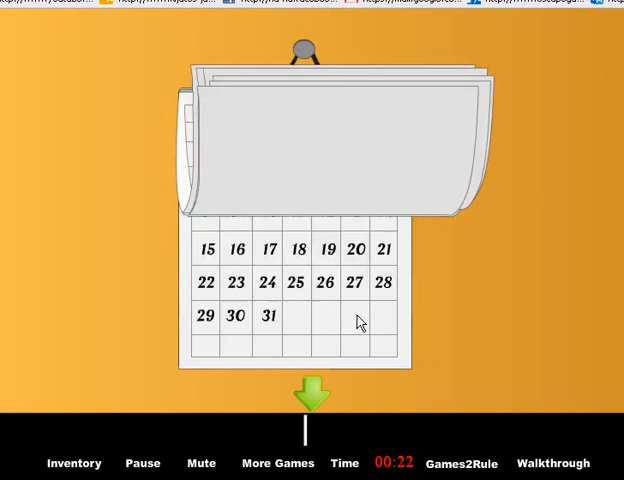 15 16 17 18 19 20 21
22 23 24 25 26 27 28
29 30 31
Inventory Pause Mute More Games Time 00:22 Games2Rule Walkthrough